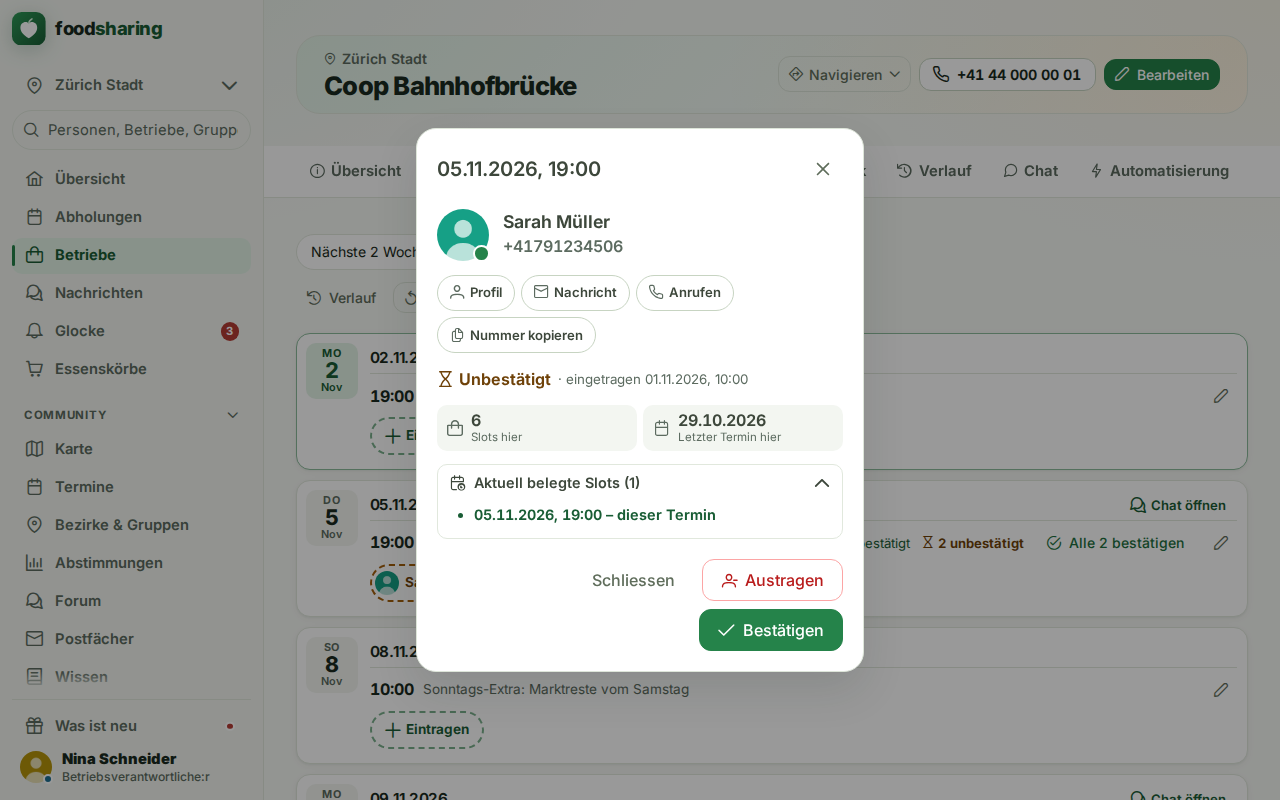 foodsharing
Zürich Stadt
Personen, Betriebe, Grupp
Übersicht
Abholungen
Betriebe
Nachrichten
Glocke 3
Essenskörbe
COMMUNITY
Karte
Termine
Bezirke & Gruppen
Abstimmungen
Forum
Postfächer
Wissen
Was ist neu
Nina Schneider
Betriebsverantwortliche:r
Zürich Stadt
Coop Bahnhofbrücke
Navigieren
+41 44 000 00 01
Bearbeiten
Übersicht
Verlauf
Chat
Automatisierung
Nächste 2 Woch
Verlauf
MO
2
Nov
02.11.2
19:00
Ei
DO
5
Nov
05.11.2
Chat öffnen
19:00
estätigt
2 unbestätigt
Alle 2 bestätigen
Sa
SO
8
Nov
08.11.2
10:00 Sonntags-Extra: Marktreste vom Samstag
Eintragen
MO
09.11.2026
Chat öffnen
05.11.2026, 19:00
Sarah Müller
+41791234506
Profil
Nachricht
Anrufen
Nummer kopieren
Unbestätigt · eingetragen 01.11.2026, 10:00
6
Slots hier
29.10.2026
Letzter Termin hier
Aktuell belegte Slots (1)
• 05.11.2026, 19:00 – dieser Termin
Schliessen
Austragen
Bestätigen